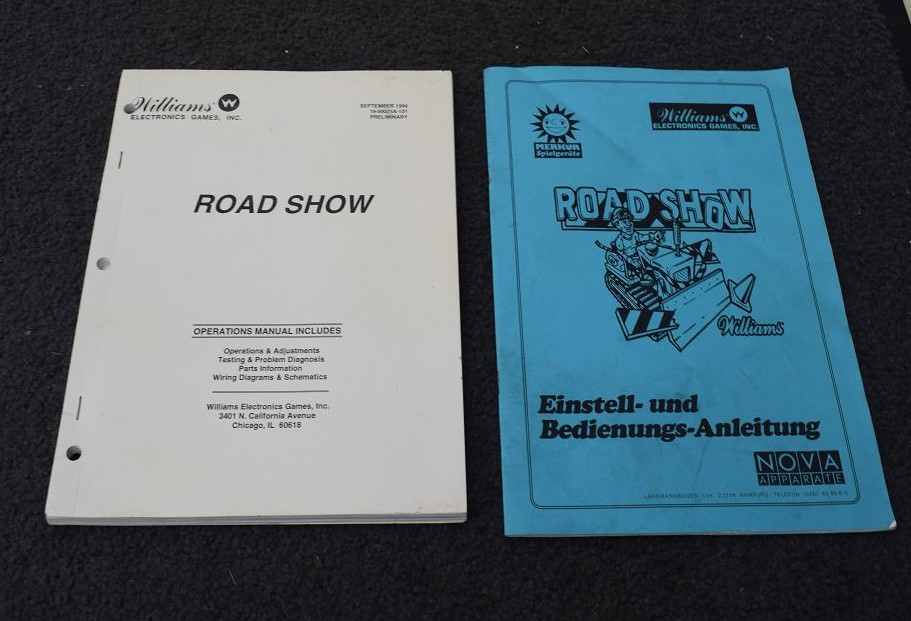 Williams
ELECTRONICS GAMES, INC.
SEPTEMBER 1994
PRELIMINARY
ROAD SHOW
OPERATIONS MANUAL INCLUDES
Operations & Adjustments
Testing & Problem Diagnosis
Parts Information
Wiring Diagrams & Schematics
Williams Electronics Games, Inc.
3401 N. California Avenue
Chicago, IL 60618
MERKUR
Spielgeräte
Williams
ELECTRONICS GAMES, INC.
ROAD SHOW
Williams
Einstell- und
Bedienungs-Anleitung
NOVA
APPARATE
HAMBURG, TELEFON